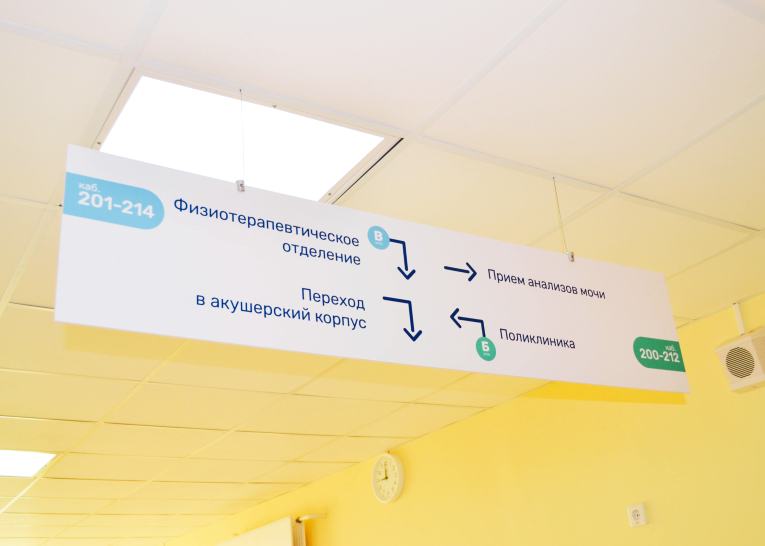 каб.
201-214
Физиотерапевтическое
отделение
В
Переход
в акушерский корпус
Прием анализов мочи
Б
Поликлиника
каб.
200-212